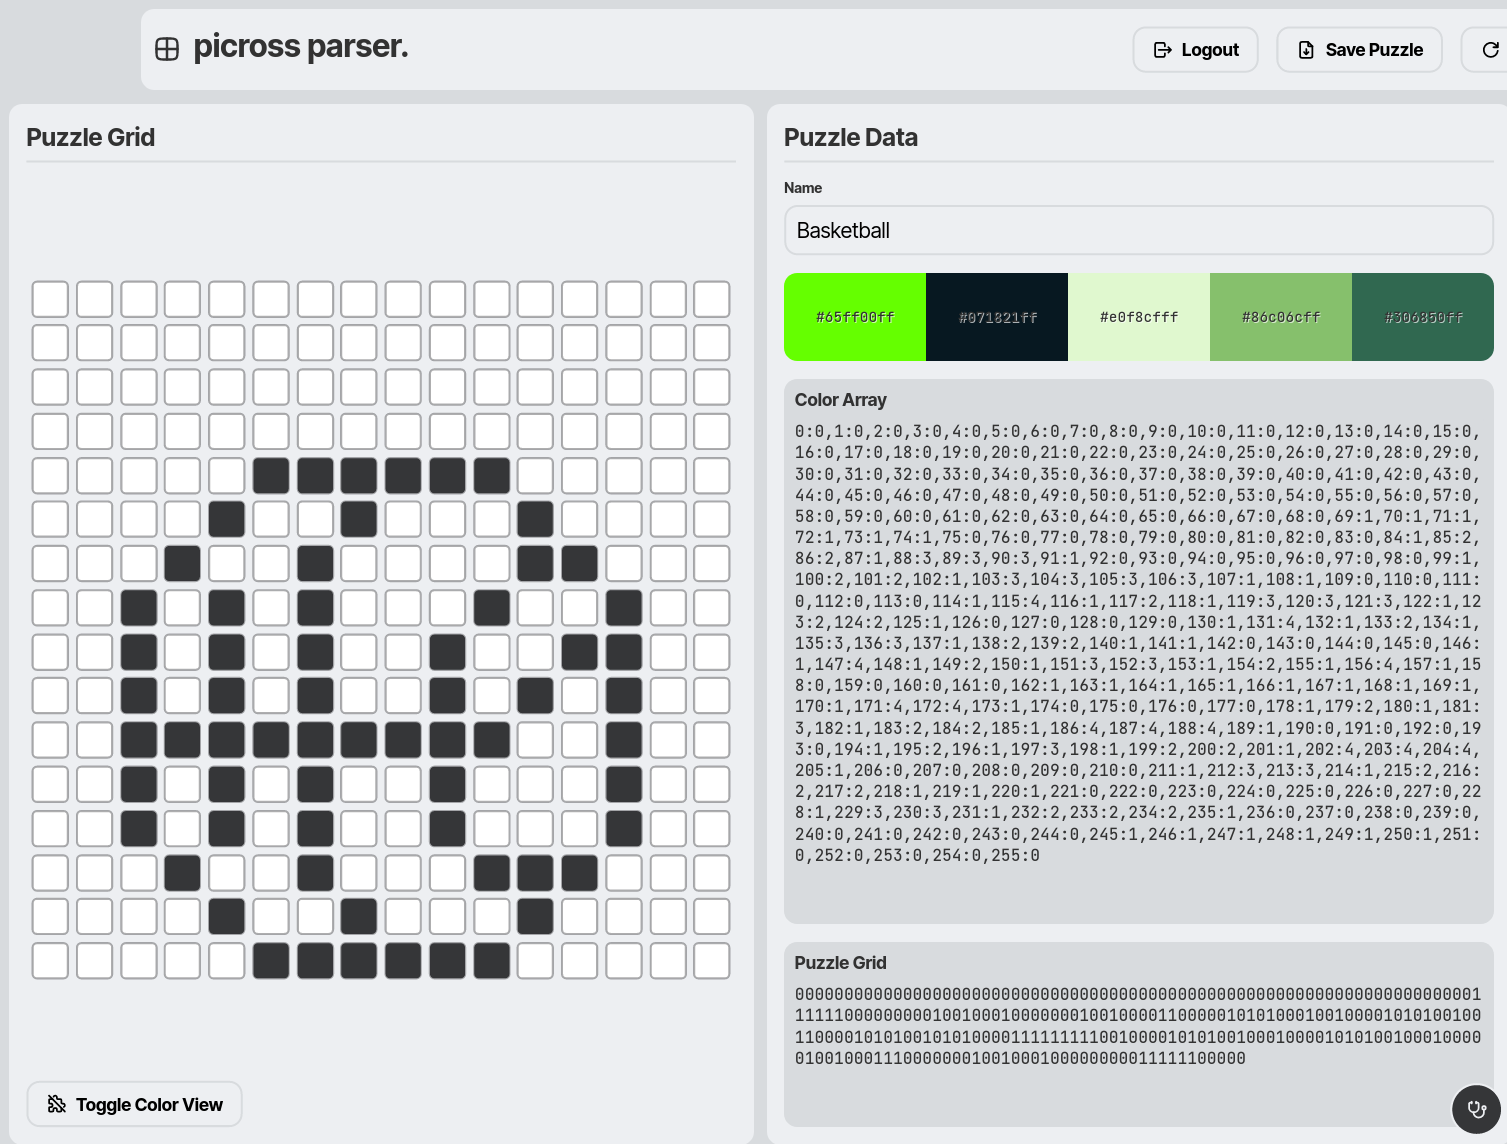 picross parser.
Logout
Save Puzzle
Puzzle Grid
Toggle Color View
Puzzle Data
Name
Basketball
#65ff00ff
#071821ff
#e0f8cfff
#86c06cff
#306850ff
Color Array
0:0,1:0,2:0,3:0,4:0,5:0,6:0,7:0,8:0,9:0,10:0,11:0,12:0,13:0,14:0,15:0,
16:0,17:0,18:0,19:0,20:0,21:0,22:0,23:0,24:0,25:0,26:0,27:0,28:0,29:0,
30:0,31:0,32:0,33:0,34:0,35:0,36:0,37:0,38:0,39:0,40:0,41:0,42:0,43:0,
44:0,45:0,46:0,47:0,48:0,49:0,50:0,51:0,52:0,53:0,54:0,55:0,56:0,57:0,
58:0,59:0,60:0,61:0,62:0,63:0,64:0,65:0,66:0,67:0,68:0,69:1,70:1,71:1,
72:1,73:1,74:1,75:0,76:0,77:0,78:0,79:0,80:0,81:0,82:0,83:0,84:1,85:2,
86:2,87:1,88:3,89:3,90:3,91:1,92:0,93:0,94:0,95:0,96:0,97:0,98:0,99:1,
100:2,101:2,102:1,103:3,104:3,105:3,106:3,107:1,108:1,109:0,110:0,111:
0,112:0,113:0,114:1,115:4,116:1,117:2,118:1,119:3,120:3,121:3,122:1,12
3:2,124:2,125:1,126:0,127:0,128:0,129:0,130:1,131:4,132:1,133:2,134:1,
135:3,136:3,137:1,138:2,139:2,140:1,141:1,142:0,143:0,144:0,145:0,146:
1,147:4,148:1,149:2,150:1,151:3,152:3,153:1,154:2,155:1,156:4,157:1,15
8:0,159:0,160:0,161:0,162:1,163:1,164:1,165:1,166:1,167:1,168:1,169:1,
170:1,171:4,172:4,173:1,174:0,175:0,176:0,177:0,178:1,179:2,180:1,181:
3,182:1,183:2,184:2,185:1,186:4,187:4,188:4,189:1,190:0,191:0,192:0,19
3:0,194:1,195:2,196:1,197:3,198:1,199:2,200:2,201:1,202:4,203:4,204:4,
205:1,206:0,207:0,208:0,209:0,210:0,211:1,212:3,213:3,214:1,215:2,216:
2,217:2,218:1,219:1,220:1,221:0,222:0,223:0,224:0,225:0,226:0,227:0,22
8:1,229:3,230:3,231:1,232:2,233:2,234:2,235:1,236:0,237:0,238:0,239:0,
240:0,241:0,242:0,243:0,244:0,245:1,246:1,247:1,248:1,249:1,250:1,251:
0,252:0,253:0,254:0,255:0
Puzzle Grid
0000000000000000000000000000000000000000000000000000000000000000000001
1111100000000010010001000000010010000110000010101000100100001010100100
1100001010100101010000111111111001000010101001000100001010100100010000
0100100011100000001001000100000000011111100000